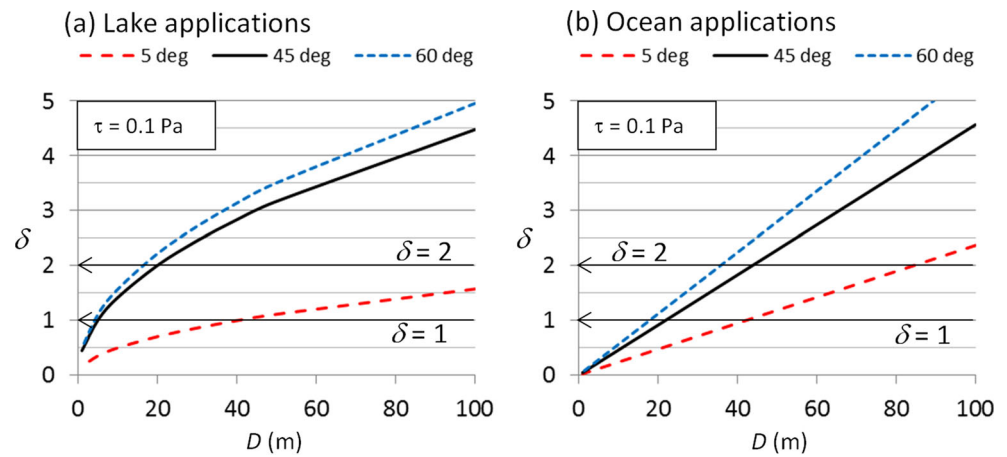 (a) Lake applications
5 deg 45 deg 60 deg
τ = 0.1 Pa
5
4
3
2
1
0
δ
δ = 2
δ = 1
0 20 40 60 80 100
D (m)
(b) Ocean applications
5 deg 45 deg 60 deg
τ = 0.1 Pa
5
4
3
2
1
0
δ
δ = 2
δ = 1
0 20 40 60 80 100
D (m)